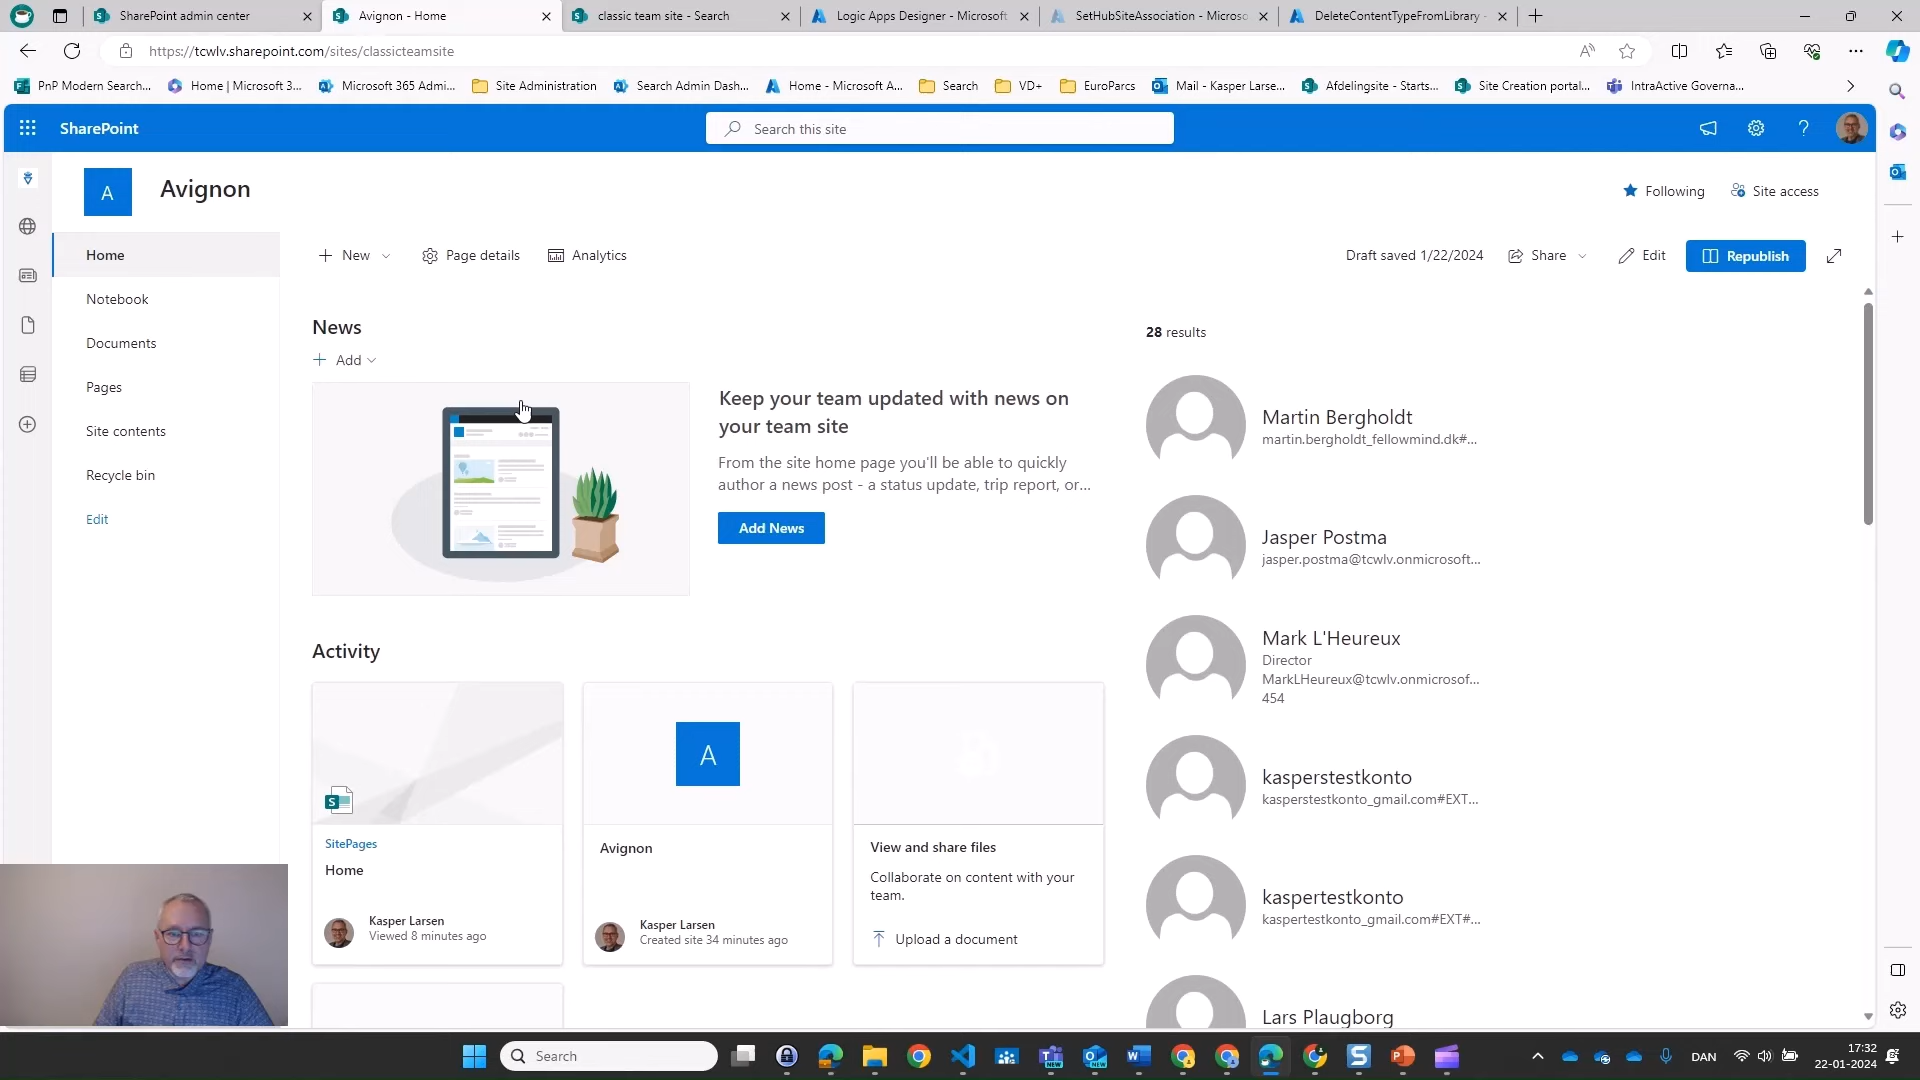 SharePoint admin center
Avignon - Home
classic team site - Search
Logic Apps Designer - Microsoft
SetHubSiteAssociation - Microso
DeleteContentTypeFromLibrary -
https://tcwlv.sharepoint.com/sites/classicteamsite
PnP Modern Search...
Home | Microsoft 3...
Microsoft 365 Admi...
Site Administration
Search Admin Dash...
Home - Microsoft A...
Search
VD+
EuroParcs
Mail - Kasper Larse...
Afdelingsite - Starts...
Site Creation portal...
IntraActive Governa...
SharePoint
Search this site
A
Avignon
Following
Site access
Home
Notebook
Documents
Pages
Site contents
Recycle bin
Edit
New
Page details
Analytics
Draft saved 1/22/2024
Share
Edit
Republish
News
Add
Keep your team updated with news on
your team site
From the site home page you'll be able to quickly
author a news post - a status update, trip report, or...
Add News
Activity
SitePages
Home
Kasper Larsen
Viewed 8 minutes ago
A
Avignon
Kasper Larsen
Created site 34 minutes ago
View and share files
Collaborate on content with your
team.
Upload a document
28 results
Martin Bergholdt
martin.bergholdt_fellowmind.dk#...
Jasper Postma
jasper.postma@tcwlv.onmicrosoft...
Mark L'Heureux
Director
MarkLHeureux@tcwlv.onmicrosof...
454
kasperstestkonto
kasperstestkonto_gmail.com#EXT...
kaspertestkonto
kaspertestkonto_gmail.com#EXT#...
Lars Plaugborg
Search
DAN
17:32
22-01-2024